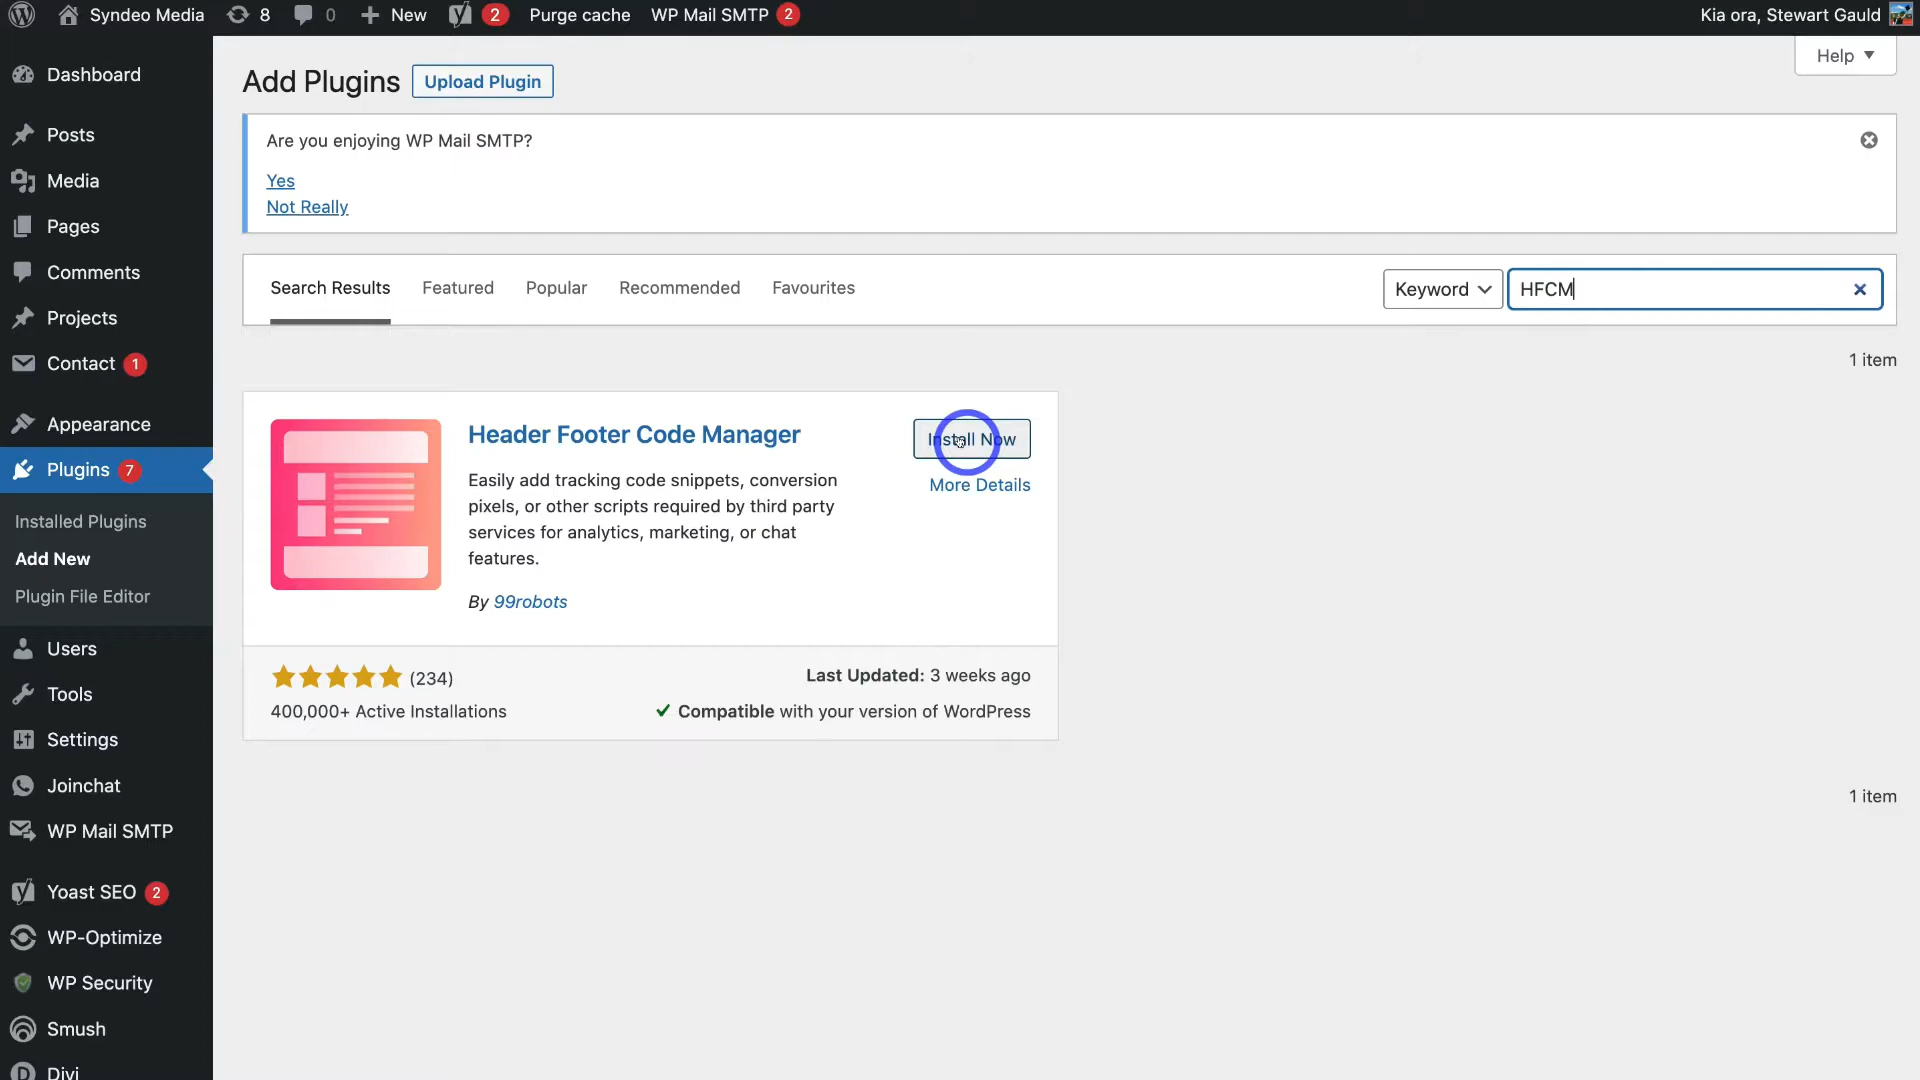 Syndeo Media
8
0
New
2
Purge cache
WP Mail SMTP
2
Kia ora, Stewart Gauld
Dashboard
Posts
Media
Pages
Comments
Projects
Contact
1
Appearance
Plugins
7
Installed Plugins
Add New
Plugin File Editor
Users
Tools
Settings
Joinchat
WP Mail SMTP
Yoast SEO
2
WP-Optimize
WP Security
Smush
Divi
Add Plugins
Upload Plugin
Help
Are you enjoying WP Mail SMTP?
Yes
Not Really
Search Results
Featured
Popular
Recommended
Favourites
Keyword
HFCM
1 item
Header Footer Code Manager
Install Now
More Details
Easily add tracking code snippets, conversion
pixels, or other scripts required by third party
services for analytics, marketing, or chat
features.
By 99robots
(234)
400,000+ Active Installations
Last Updated: 3 weeks ago
Compatible with your version of WordPress
1 item